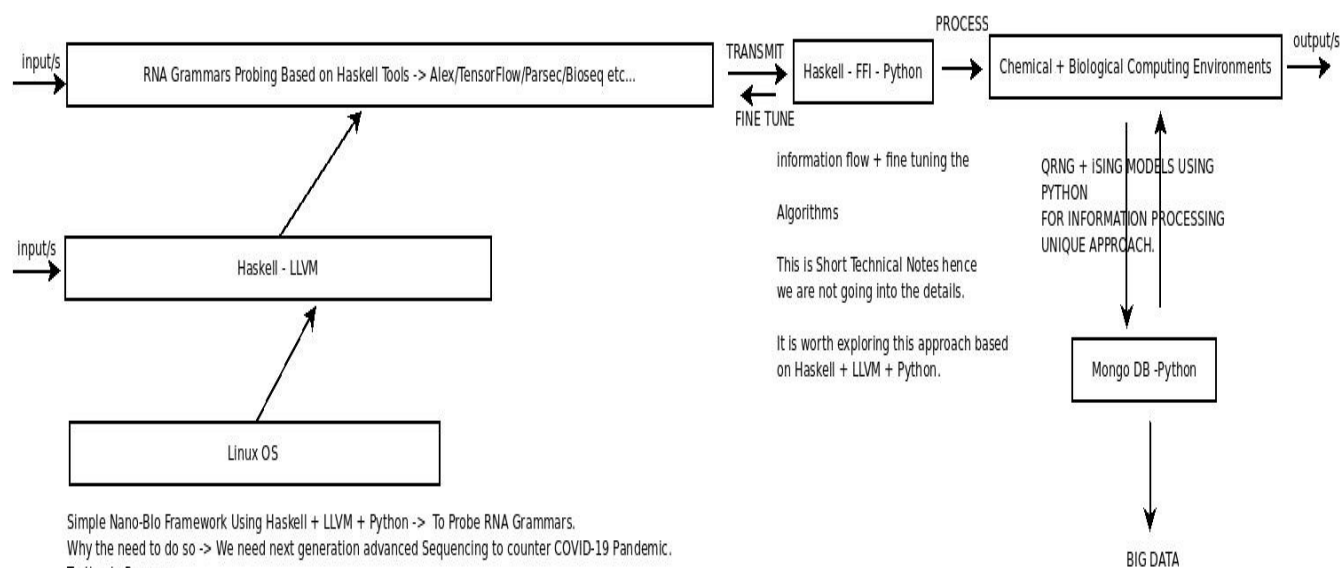 input/s
RNA Grammars Probing Based on Haskell Tools -> Alex/TensorFlow/Parsec/Bioseq etc...
TRANSMIT
FINE TUNE
Haskell - FFI - Python
PROCESS
Chemical + Biological Computing Environments
output/s
information flow + fine tuning the
Algorithms
This is Short Technical Notes hence
we are not going into the details.
It is worth exploring this approach based
on Haskell + LLVM + Python.
QRNG + iSING MODELS USING
PYTHON
FOR INFORMATION PROCESSING
UNIQUE APPROACH.
input/s
Haskell - LLVM
Mongo DB -Python
Linux OS
BIG DATA
Simple Nano-BIo Framework Using Haskell + LLVM + Python -> To Probe RNA Grammars.
Why the need to do so -> We need next generation advanced Sequencing to counter COVID-19 Pandemic.